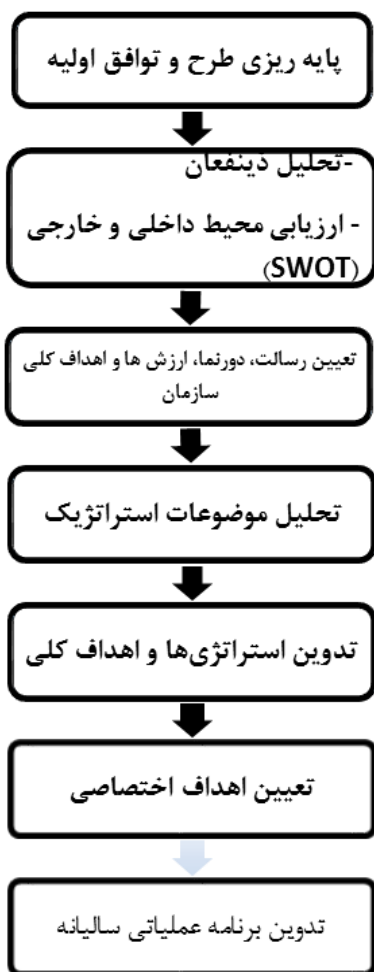 پایه ریزی طرح و توافق اولیه
-تحلیل ذینفعان
- ارزیابی محیط داخلی و خارجی
(SWOT)
تعیین رسالت، دورنما، ارزش ها و اهداف کلی
سازمان
تحلیل موضوعات استراتژیک
تدوین استراتژی‌ها و اهداف کلی
تعیین اهداف اختصاصی
تدوین برنامه عملیاتی سالیانه